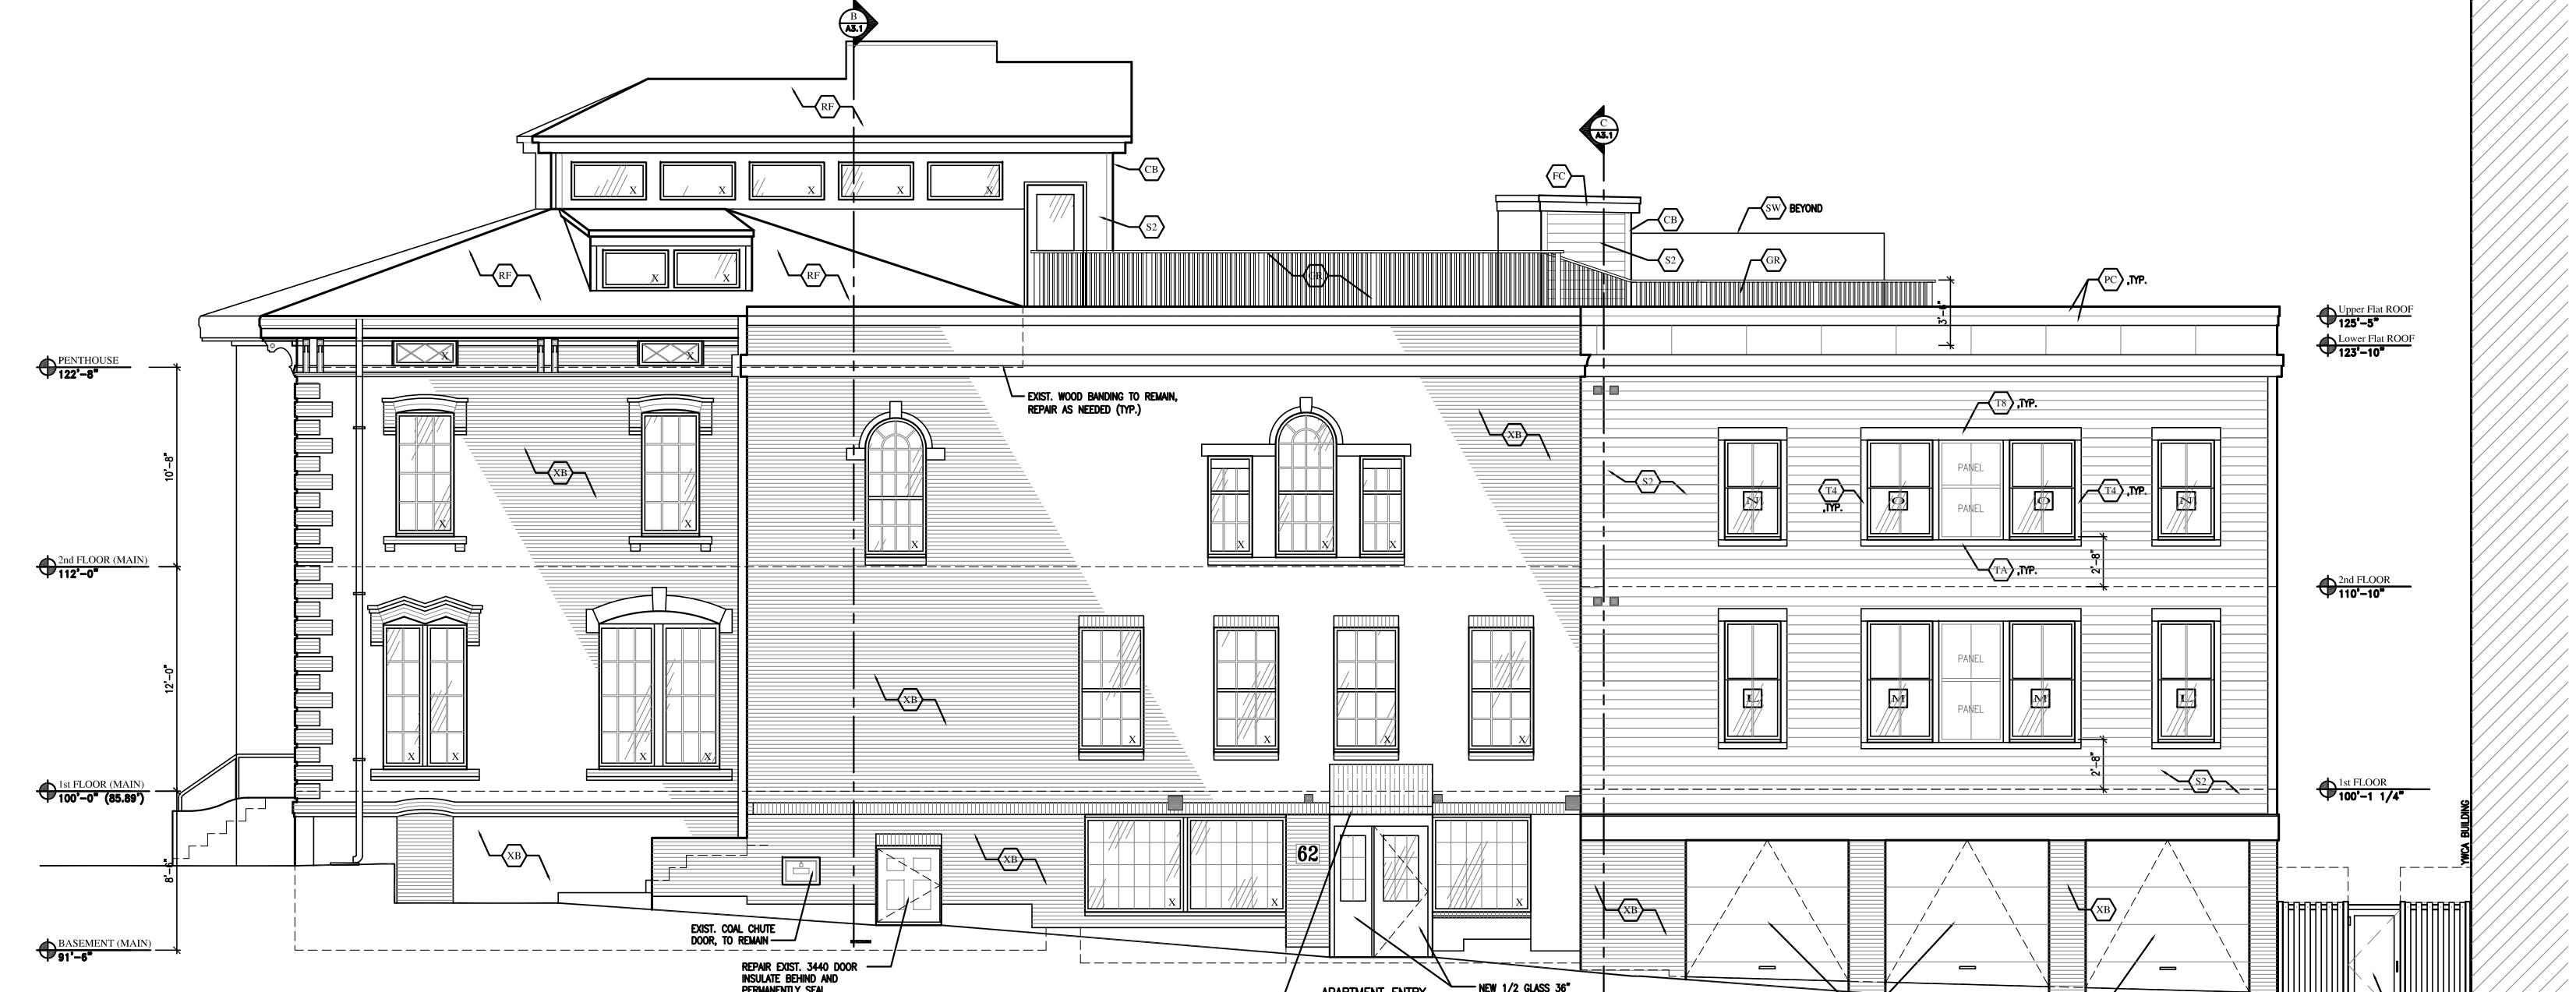 B
A3.1
RF
CB
S2
C
A3.1
FC
CB
SW BEYOND
S2
GR
GR
RF
RF
X X X X X
X X
PC ,TYP.
3'-6"
Upper Flat ROOF
125'-5"
Lower Flat ROOF
123'-10"
PENTHOUSE
122'-8"
X X
EXIST. WOOD BANDING TO REMAIN,
REPAIR AS NEEDED (TYP.)
T8 ,TYP.
XB
XB
S2
10'-8"
PANEL
PANEL
T4
,TYP.
T4 ,TYP.
N O O N
X X X X X X
2nd FLOOR (MAIN)
112'-0"
TA ,TYP.
2'-8"
2nd FLOOR
110'-10"
12'-0"
XB
PANEL
PANEL
L M M L
X X X X X X X X
2'-8"
S2
1st FLOOR (MAIN)
100'-0" (85.89')
1st FLOOR
100'-1 1/4"
YWCA BUILDING
8'-6"
XB
XB
62
X X X
XB
XB
EXIST. COAL CHUTE
DOOR, TO REMAIN
BASEMENT (MAIN)
91'-6"
REPAIR EXIST. 3440 DOOR
INSULATE BEHIND AND
PERMANENTLY SEAL
APARTMENT ENTRY
NEW 1/2 GLASS 36"